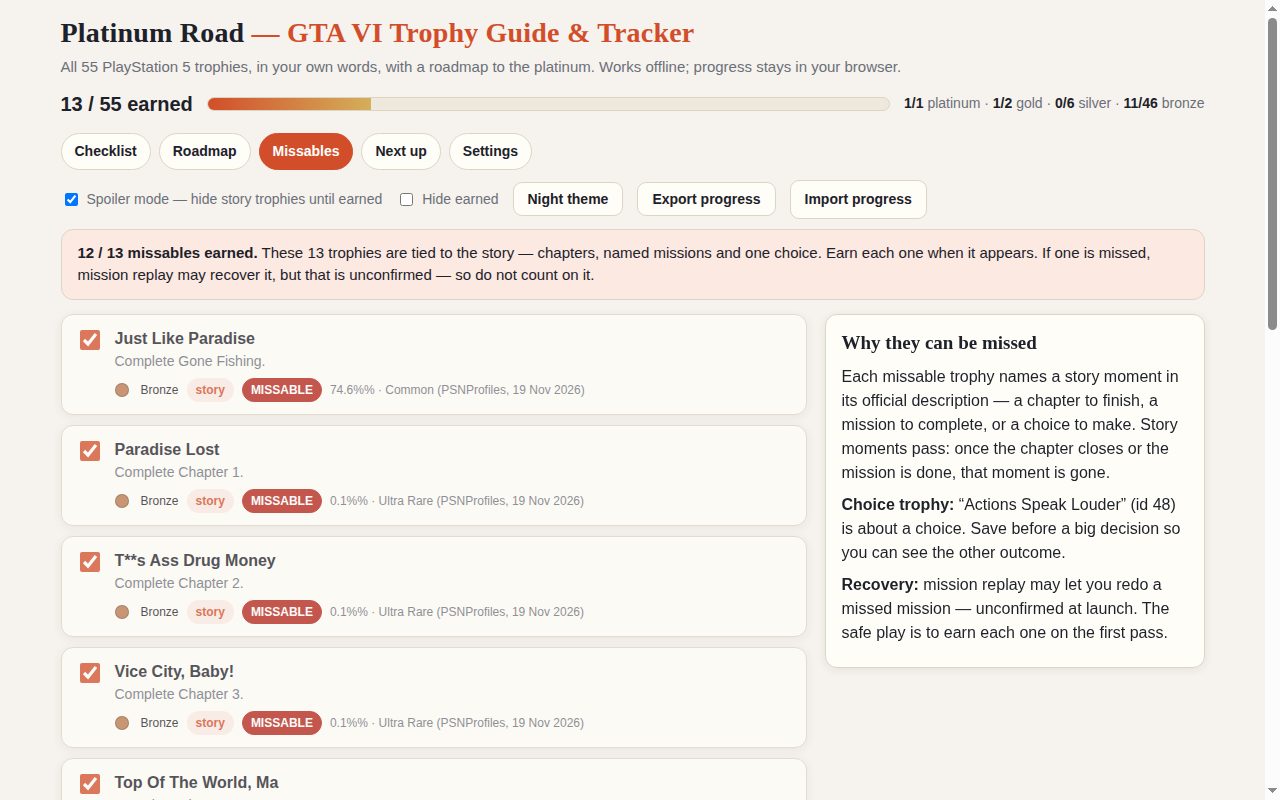 Platinum Road — GTA VI Trophy Guide & Tracker
All 55 PlayStation 5 trophies, in your own words, with a roadmap to the platinum. Works offline; progress stays in your browser.
13 / 55 earned
1/1 platinum · 1/2 gold · 0/6 silver · 11/46 bronze
Checklist Roadmap Missables Next up Settings
Spoiler mode — hide story trophies until earned Hide earned Night theme Export progress Import progress
12 / 13 missables earned. These 13 trophies are tied to the story — chapters, named missions and one choice. Earn each one when it appears. If one is missed,
mission replay may recover it, but that is unconfirmed — so do not count on it.
Just Like Paradise
Complete Gone Fishing.
Bronze story MISSABLE 74.6%% · Common (PSNProfiles, 19 Nov 2026)
Paradise Lost
Complete Chapter 1.
Bronze story MISSABLE 0.1%% · Ultra Rare (PSNProfiles, 19 Nov 2026)
T**s Ass Drug Money
Complete Chapter 2.
Bronze story MISSABLE 0.1%% · Ultra Rare (PSNProfiles, 19 Nov 2026)
Vice City, Baby!
Complete Chapter 3.
Bronze story MISSABLE 0.1%% · Ultra Rare (PSNProfiles, 19 Nov 2026)
Top Of The World, Ma
Why they can be missed
Each missable trophy names a story moment in
its official description — a chapter to finish, a
mission to complete, or a choice to make. Story
moments pass: once the chapter closes or the
mission is done, that moment is gone.
Choice trophy: “Actions Speak Louder” (id 48)
is about a choice. Save before a big decision so
you can see the other outcome.
Recovery: mission replay may let you redo a
missed mission — unconfirmed at launch. The
safe play is to earn each one on the first pass.